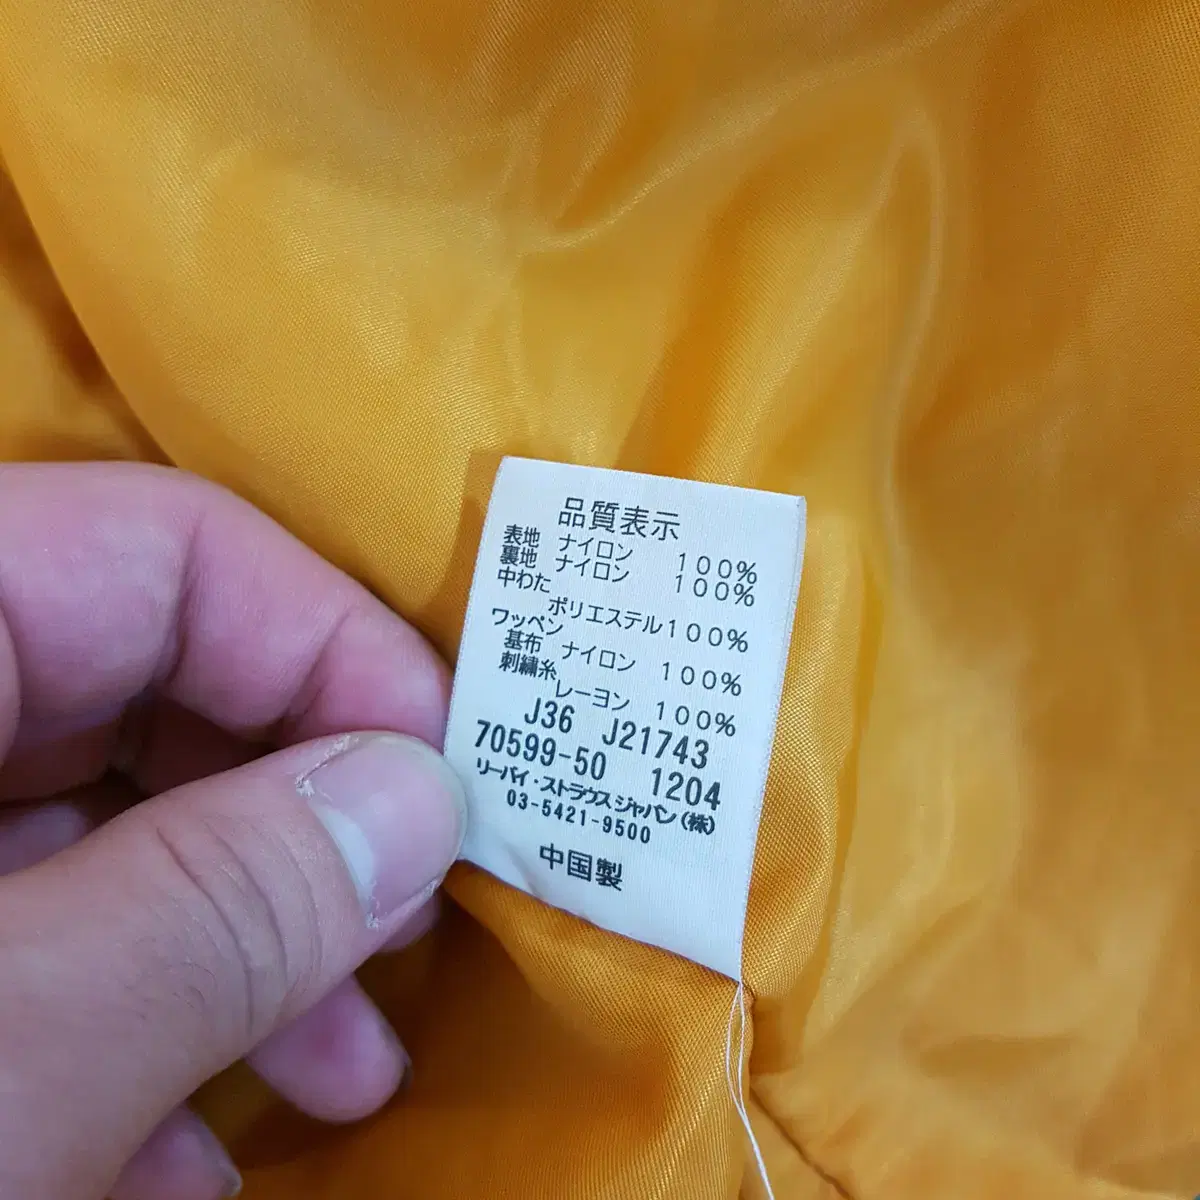 品質表示
表地 ナイロン 100%
裏地 ナイロン 100%
中わた
ポリエステル100%
ワッペン
基布 ナイロン 100%
刺繍糸
レーヨン 100%
J36 J21743
70599-50 1204
リーバイ・ストラウス ジャパン(株)
03-5421-9500
中国製